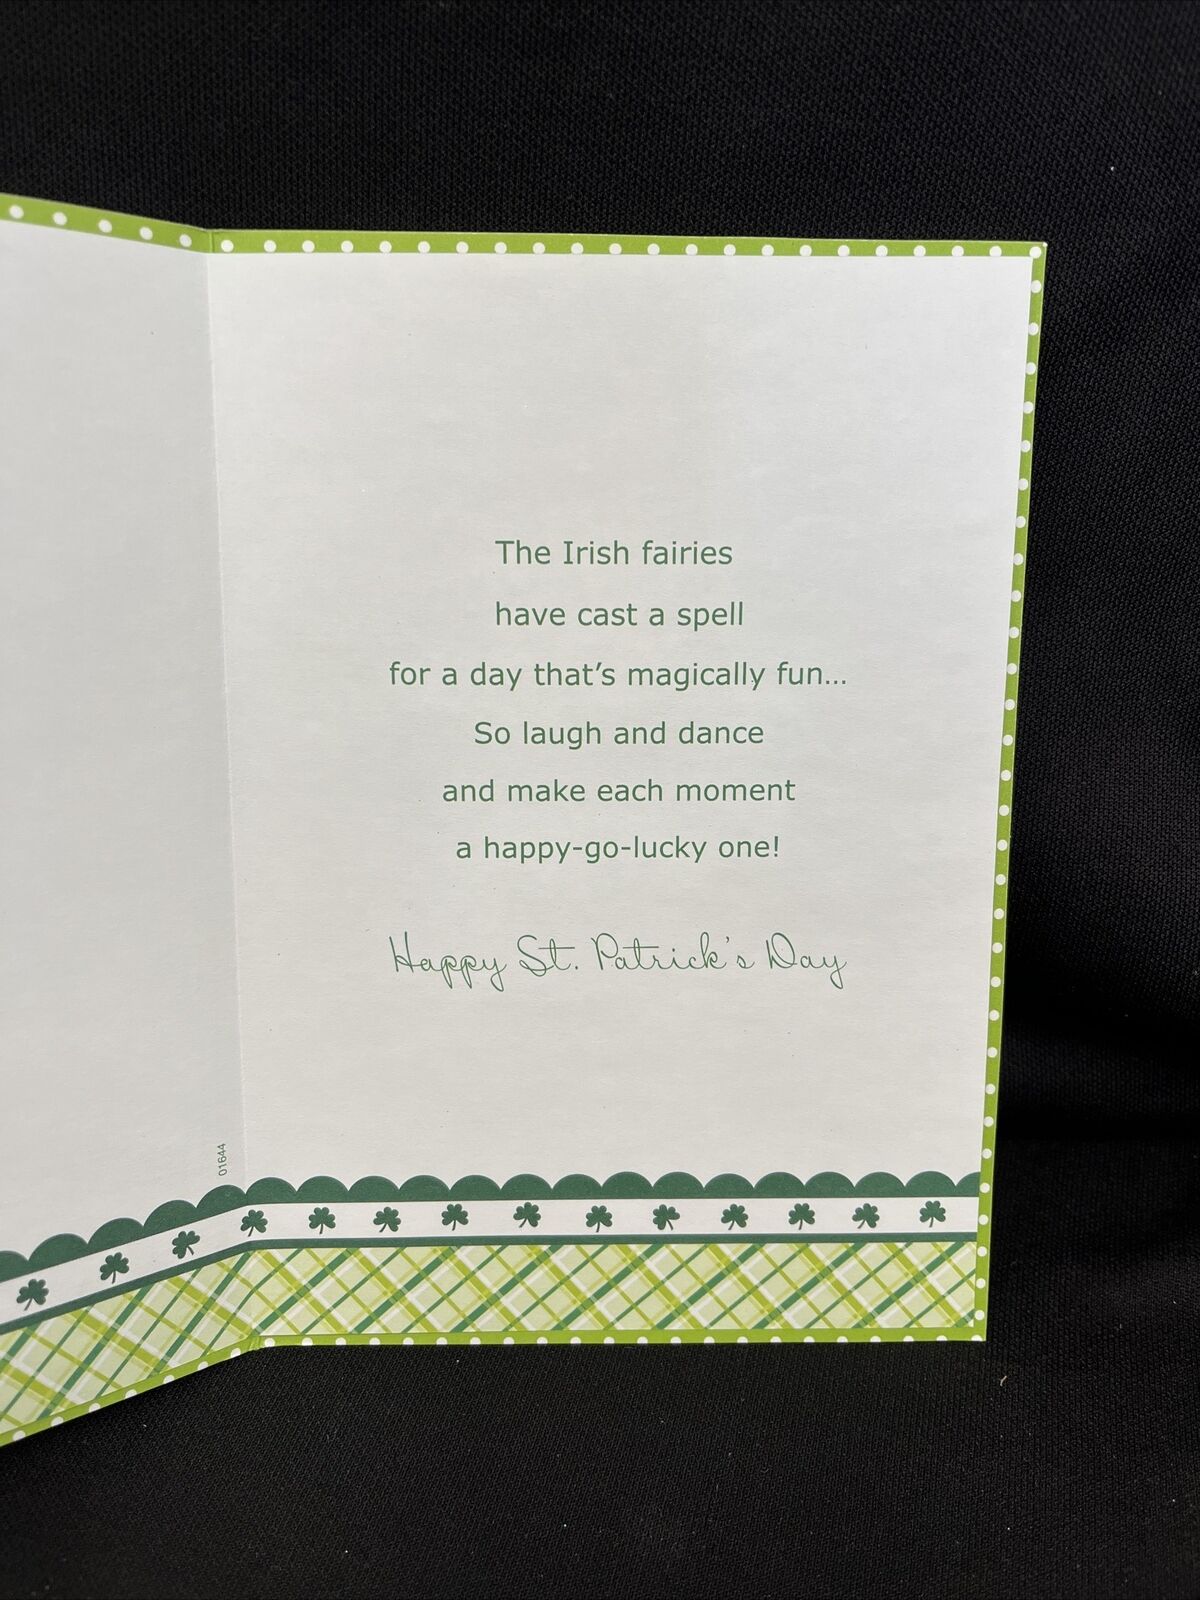 The Irish fairies
have cast a spell
for a day that's magically fun...
So laugh and dance
and make each moment
a happy-go-lucky one!
Happy St. Patrick's Day
01644